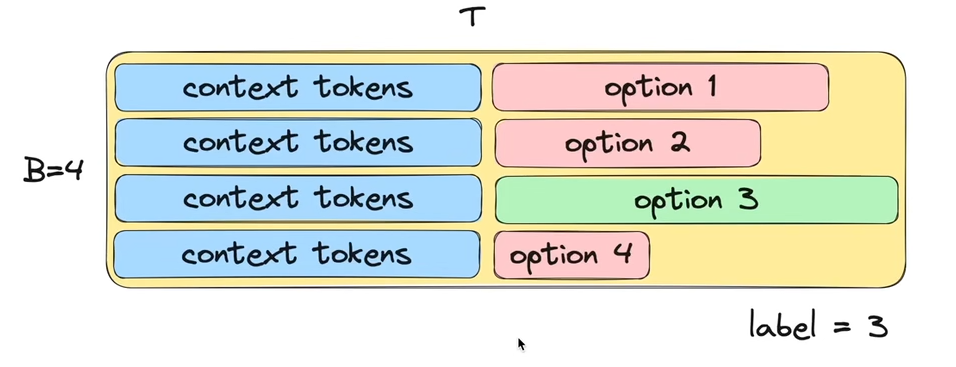 T
context tokens option 1
context tokens option 2
B=4
context tokens option 3
context tokens option 4
label = 3